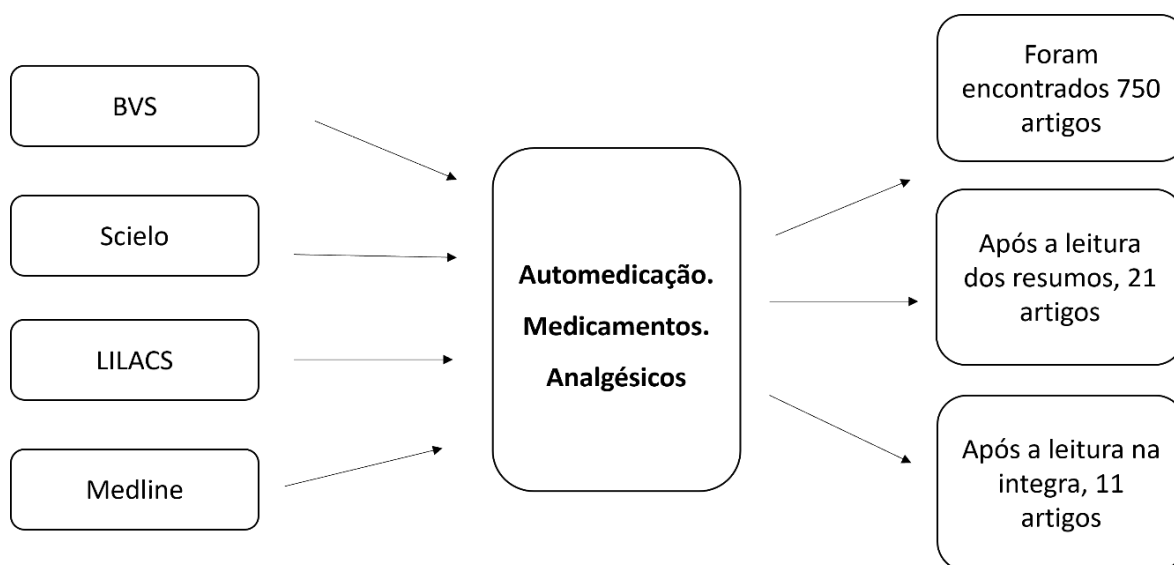 BVS
Scielo
LILACS
Medline
Automedicação.
Medicamentos.
Analgésicos
Foram
encontrados 750
artigos
Após a leitura
dos resumos, 21
artigos
Após a leitura na
integra, 11
artigos